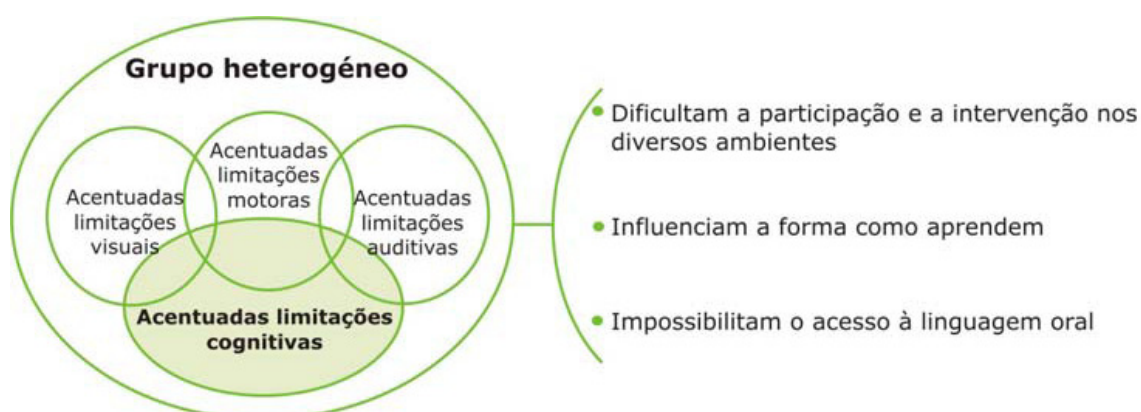 Grupo heterogéneo
Acentuadas
limitações
visuais
Acentuadas
limitações
motoras
Acentuadas
limitações
auditivas
Acentuadas limitações
cognitivas
• Dificultam a participação e a intervenção nos
diversos ambientes
• Influenciam a forma como aprendem
• Impossibilitam o acesso à linguagem oral